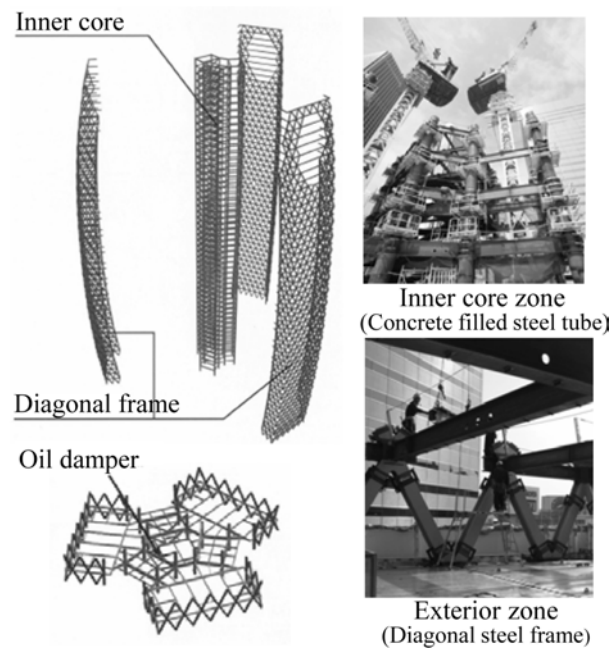 Inner core
Diagonal frame
Oil damper
Inner core zone
(Concrete filled steel tube)
Exterior zone
(Diagonal steel frame)